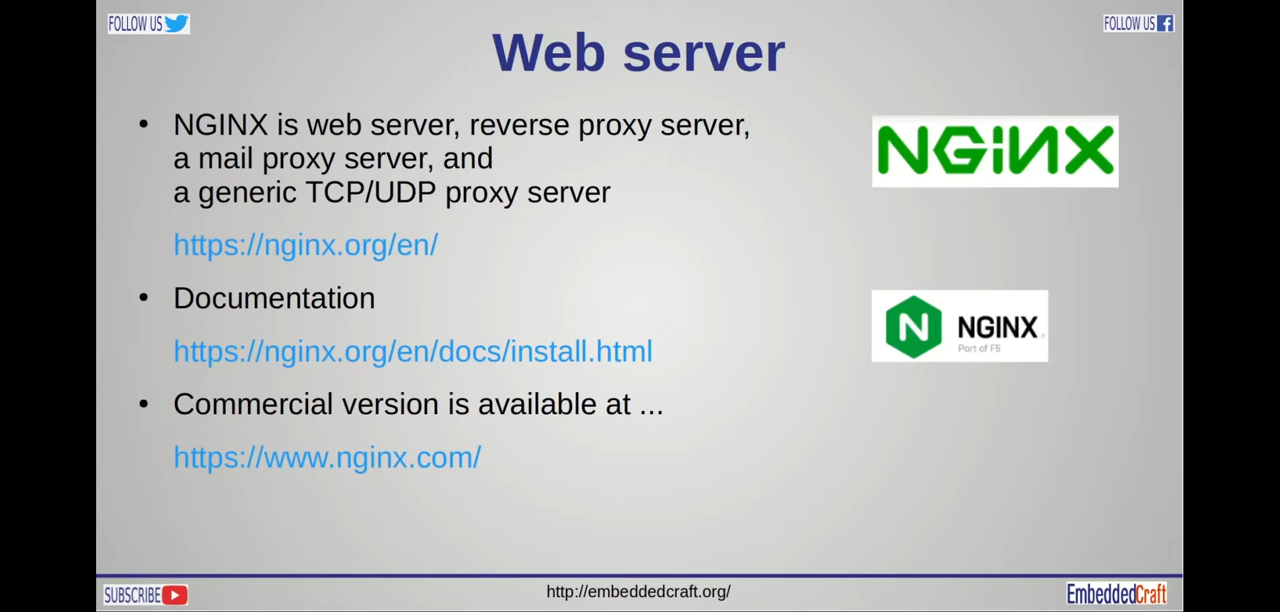 FOLLOW US
FOLLOW US
Web server
NGINX is web server, reverse proxy server,
a mail proxy server, and
a generic TCP/UDP proxy server
https://nginx.org/en/
Documentation
https://nginx.org/en/docs/install.html
Commercial version is available at ...
https://www.nginx.com/
NGINX
NGINX
Part of F5
SUBSCRIBE
http://embeddedcraft.org/
EmbeddedCraft